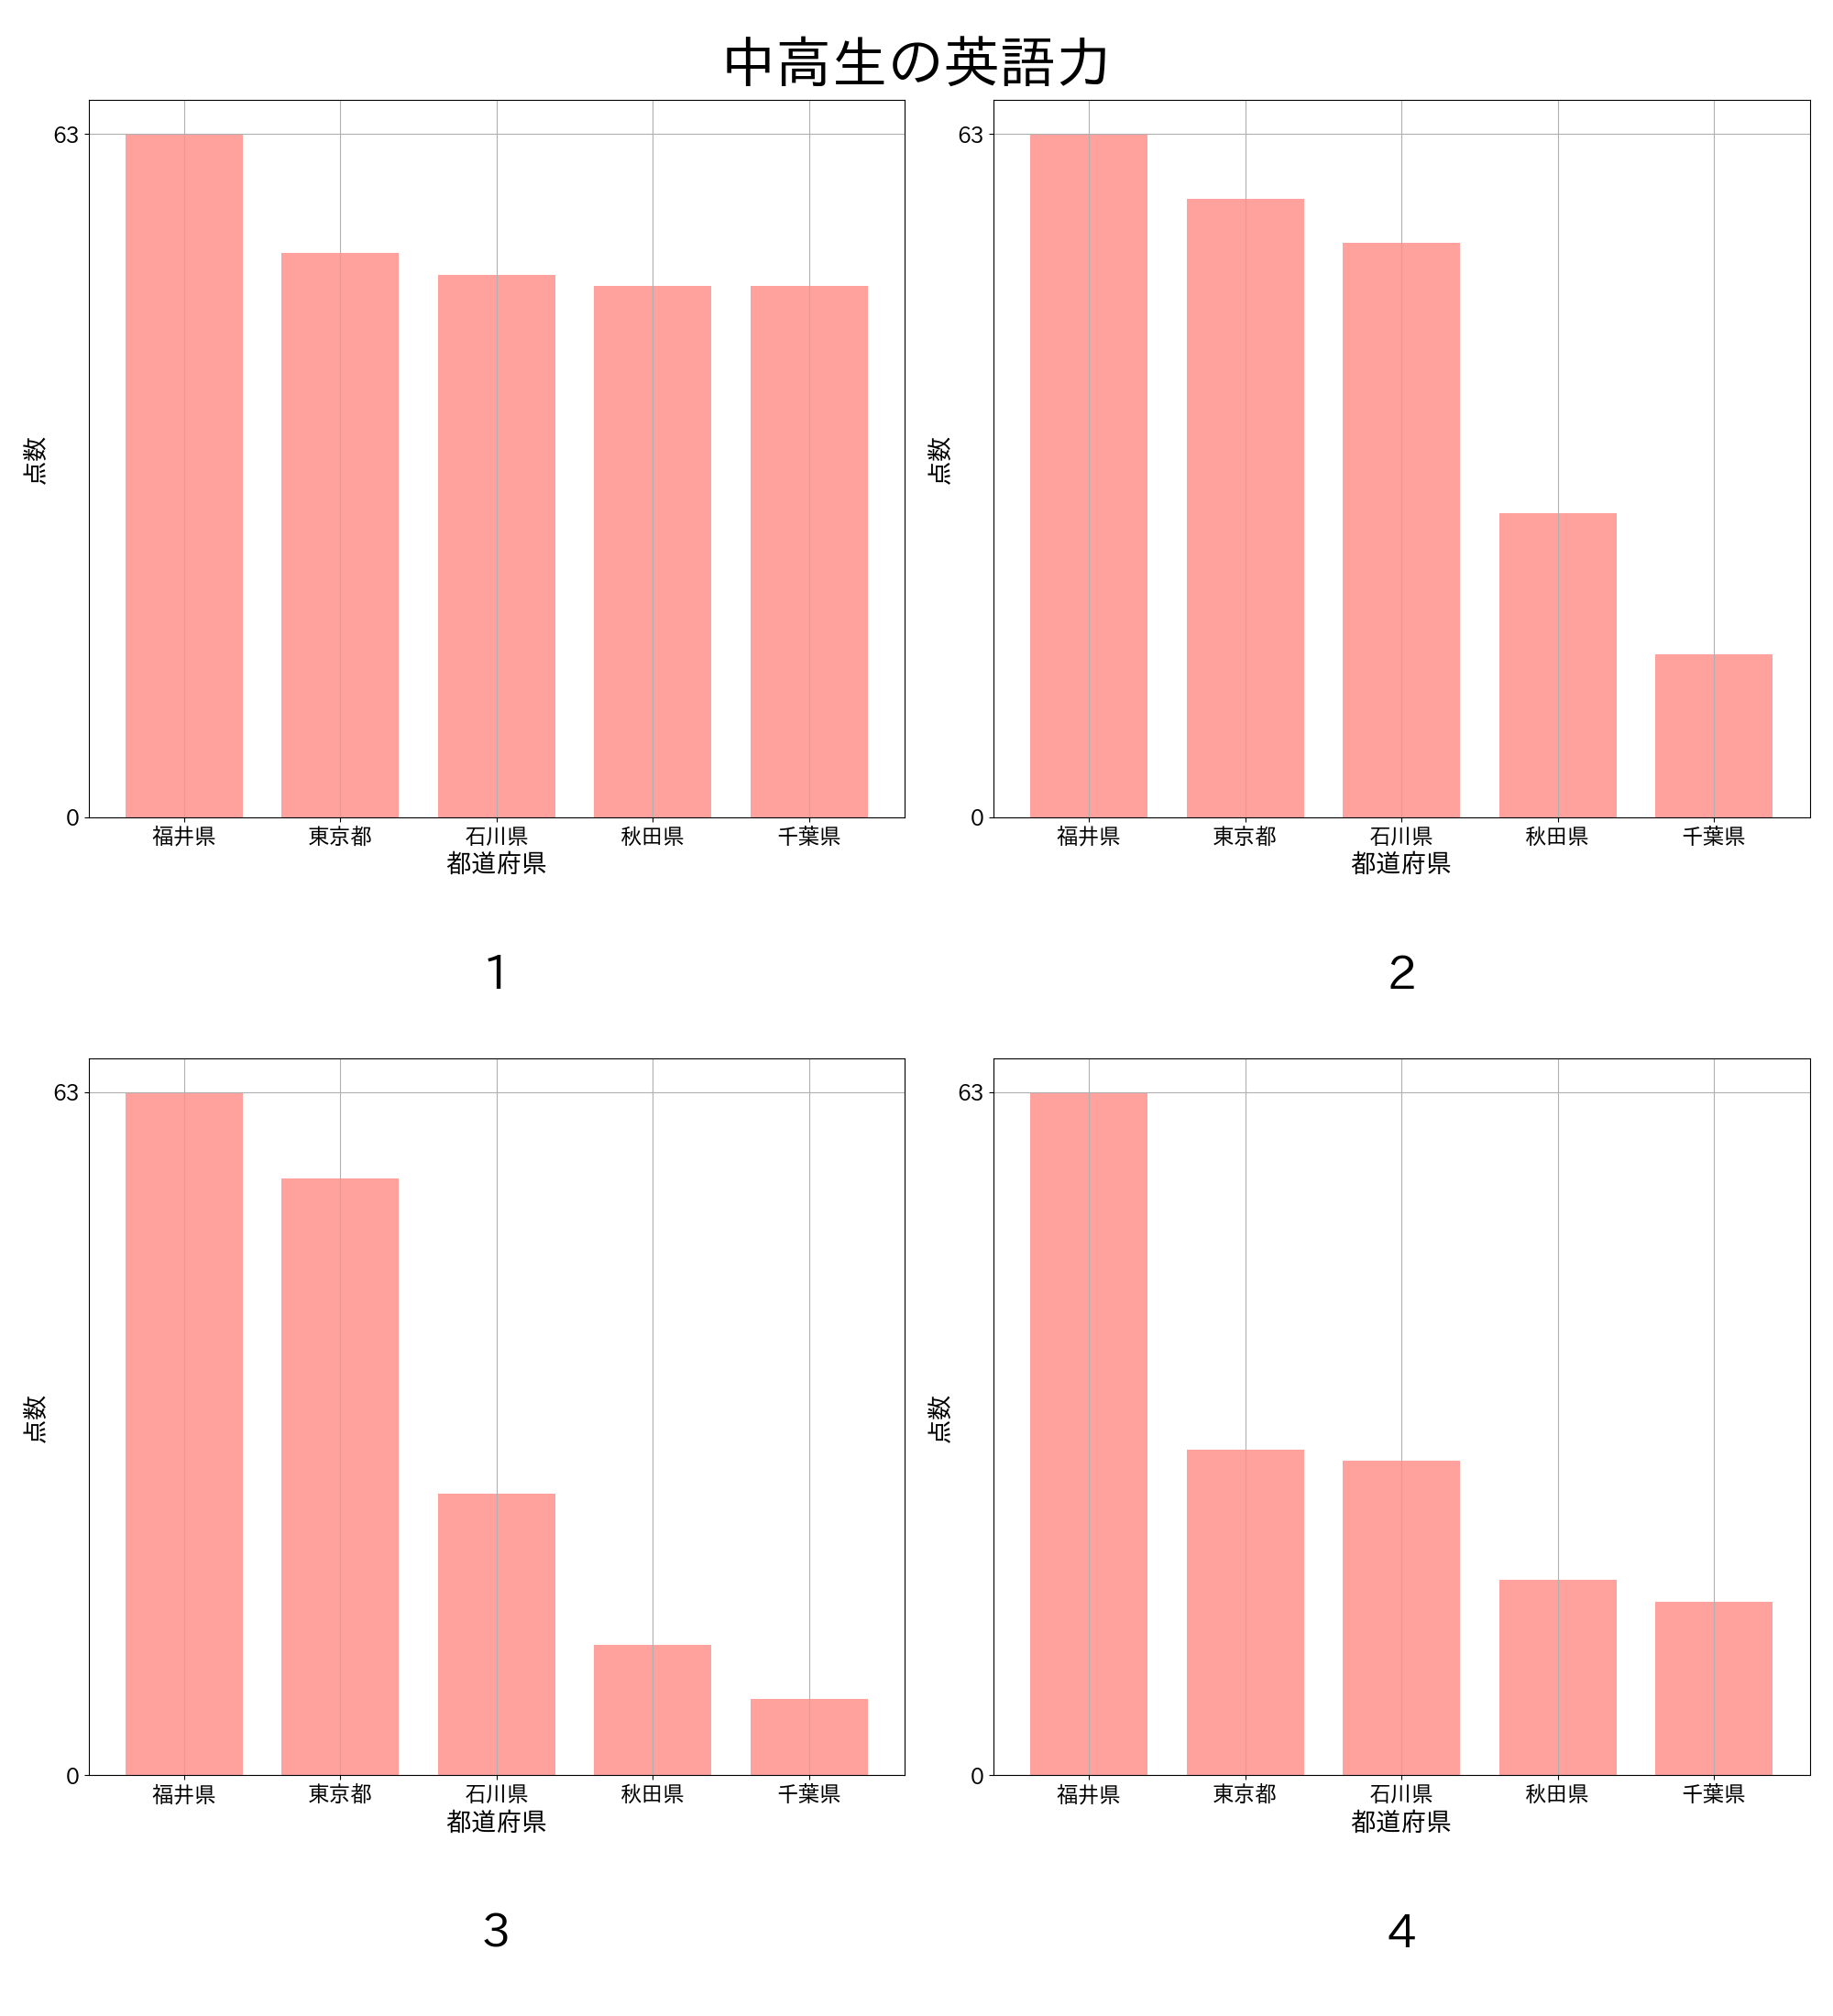 中高生の英語力
63
0
点数
福井県 東京都 石川県 秋田県 千葉県
都道府県
1
63
0
点数
福井県 東京都 石川県 秋田県 千葉県
都道府県
2
63
0
点数
福井県 東京都 石川県 秋田県 千葉県
都道府県
3
63
0
点数
福井県 東京都 石川県 秋田県 千葉県
都道府県
4